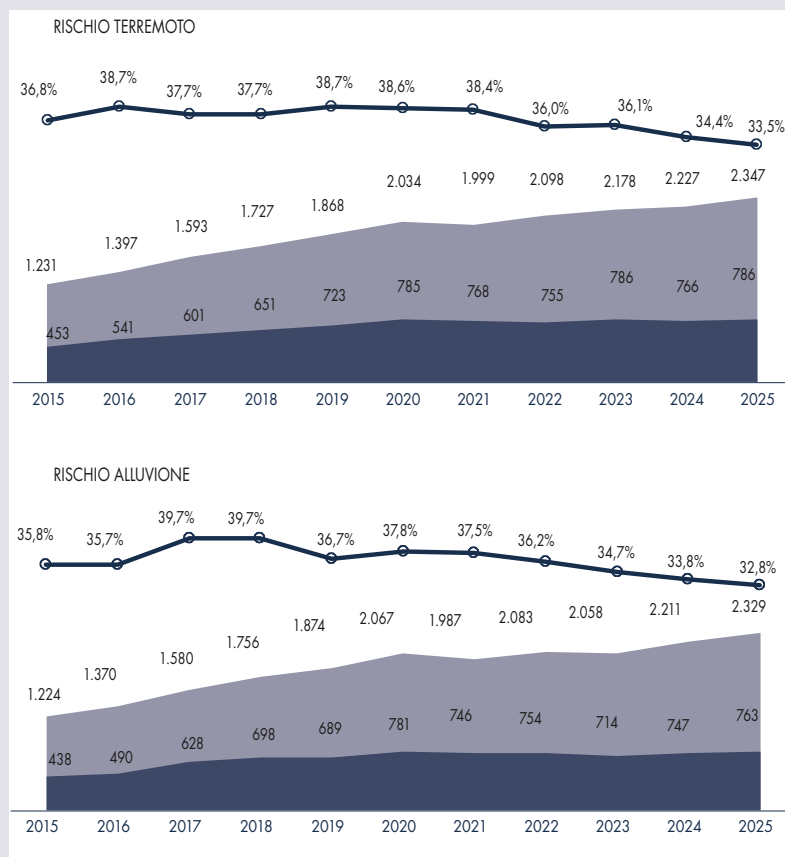 RISCHIO TERREMOTO
36,8% 38,7% 37,7% 37,7% 38,7% 38,6% 38,4% 36,0% 36,1% 34,4% 33,5%
1.231 1.397 1.593 1.727 1.868 2.034 1.999 2.098 2.178 2.227 2.347
453 541 601 651 723 785 768 755 786 766 786
2015 2016 2017 2018 2019 2020 2021 2022 2023 2024 2025
RISCHIO ALLUVIONE
35,8% 35,7% 39,7% 39,7% 36,7% 37,8% 37,5% 36,2% 34,7% 33,8% 32,8%
1.224 1.370 1.580 1.756 1.874 2.067 1.987 2.083 2.058 2.211 2.329
438 490 628 698 689 781 746 754 714 747 763
2015 2016 2017 2018 2019 2020 2021 2022 2023 2024 2025